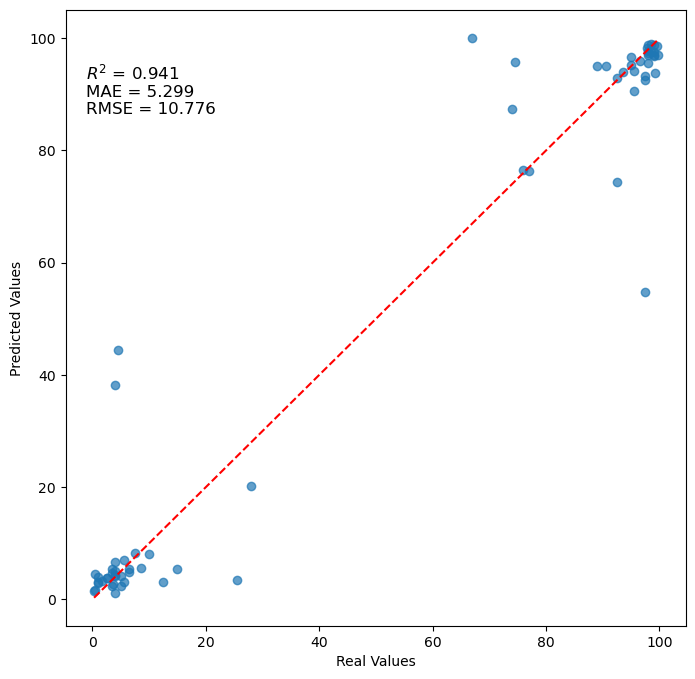 100
80
60
40
20
0
Predicted Values
R² = 0.941
MAE = 5.299
RMSE = 10.776
0 20 40 60 80 100
Real Values